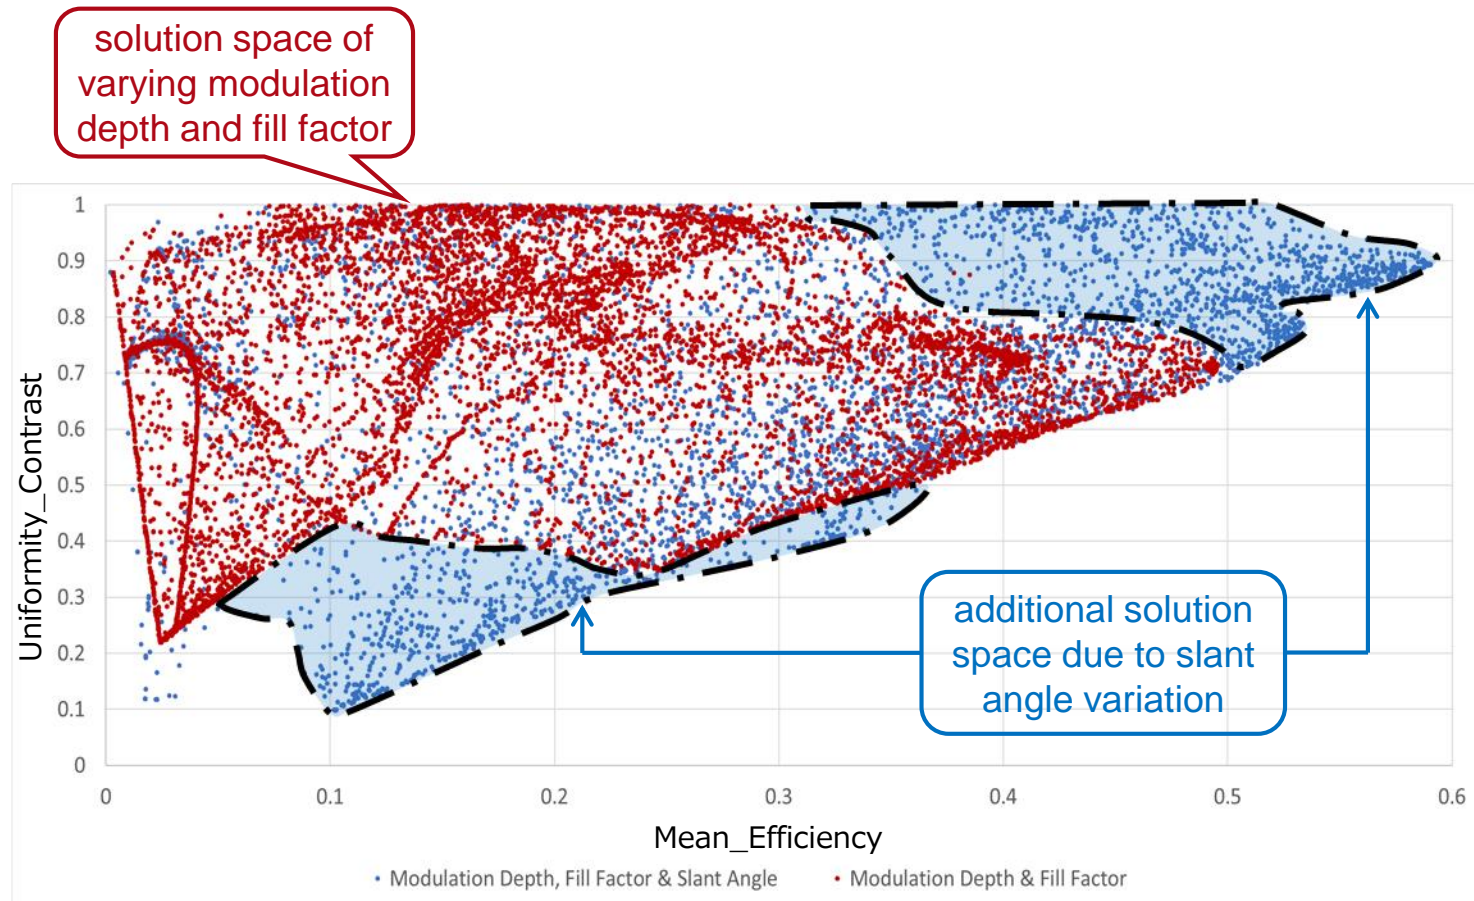 solution space of
varying modulation
depth and fill factor
1
0.9
0.8
0.7
0.6
0.5
0.4
0.3
0.2
0.1
0
Uniformity_Contrast
additional solution
space due to slant
angle variation
0
0.1
0.2
0.3
0.4
0.5
0.6
Mean_Efficiency
Modulation Depth, Fill Factor & Slant Angle
Modulation Depth & Fill Factor